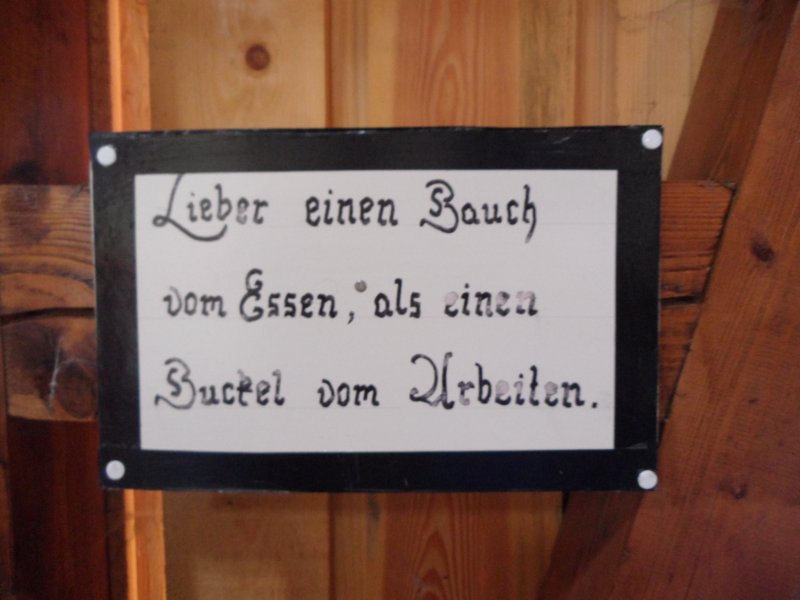 Lieber einen Bauch
vom Essen, als einen
Buckel vom Arbeiten.